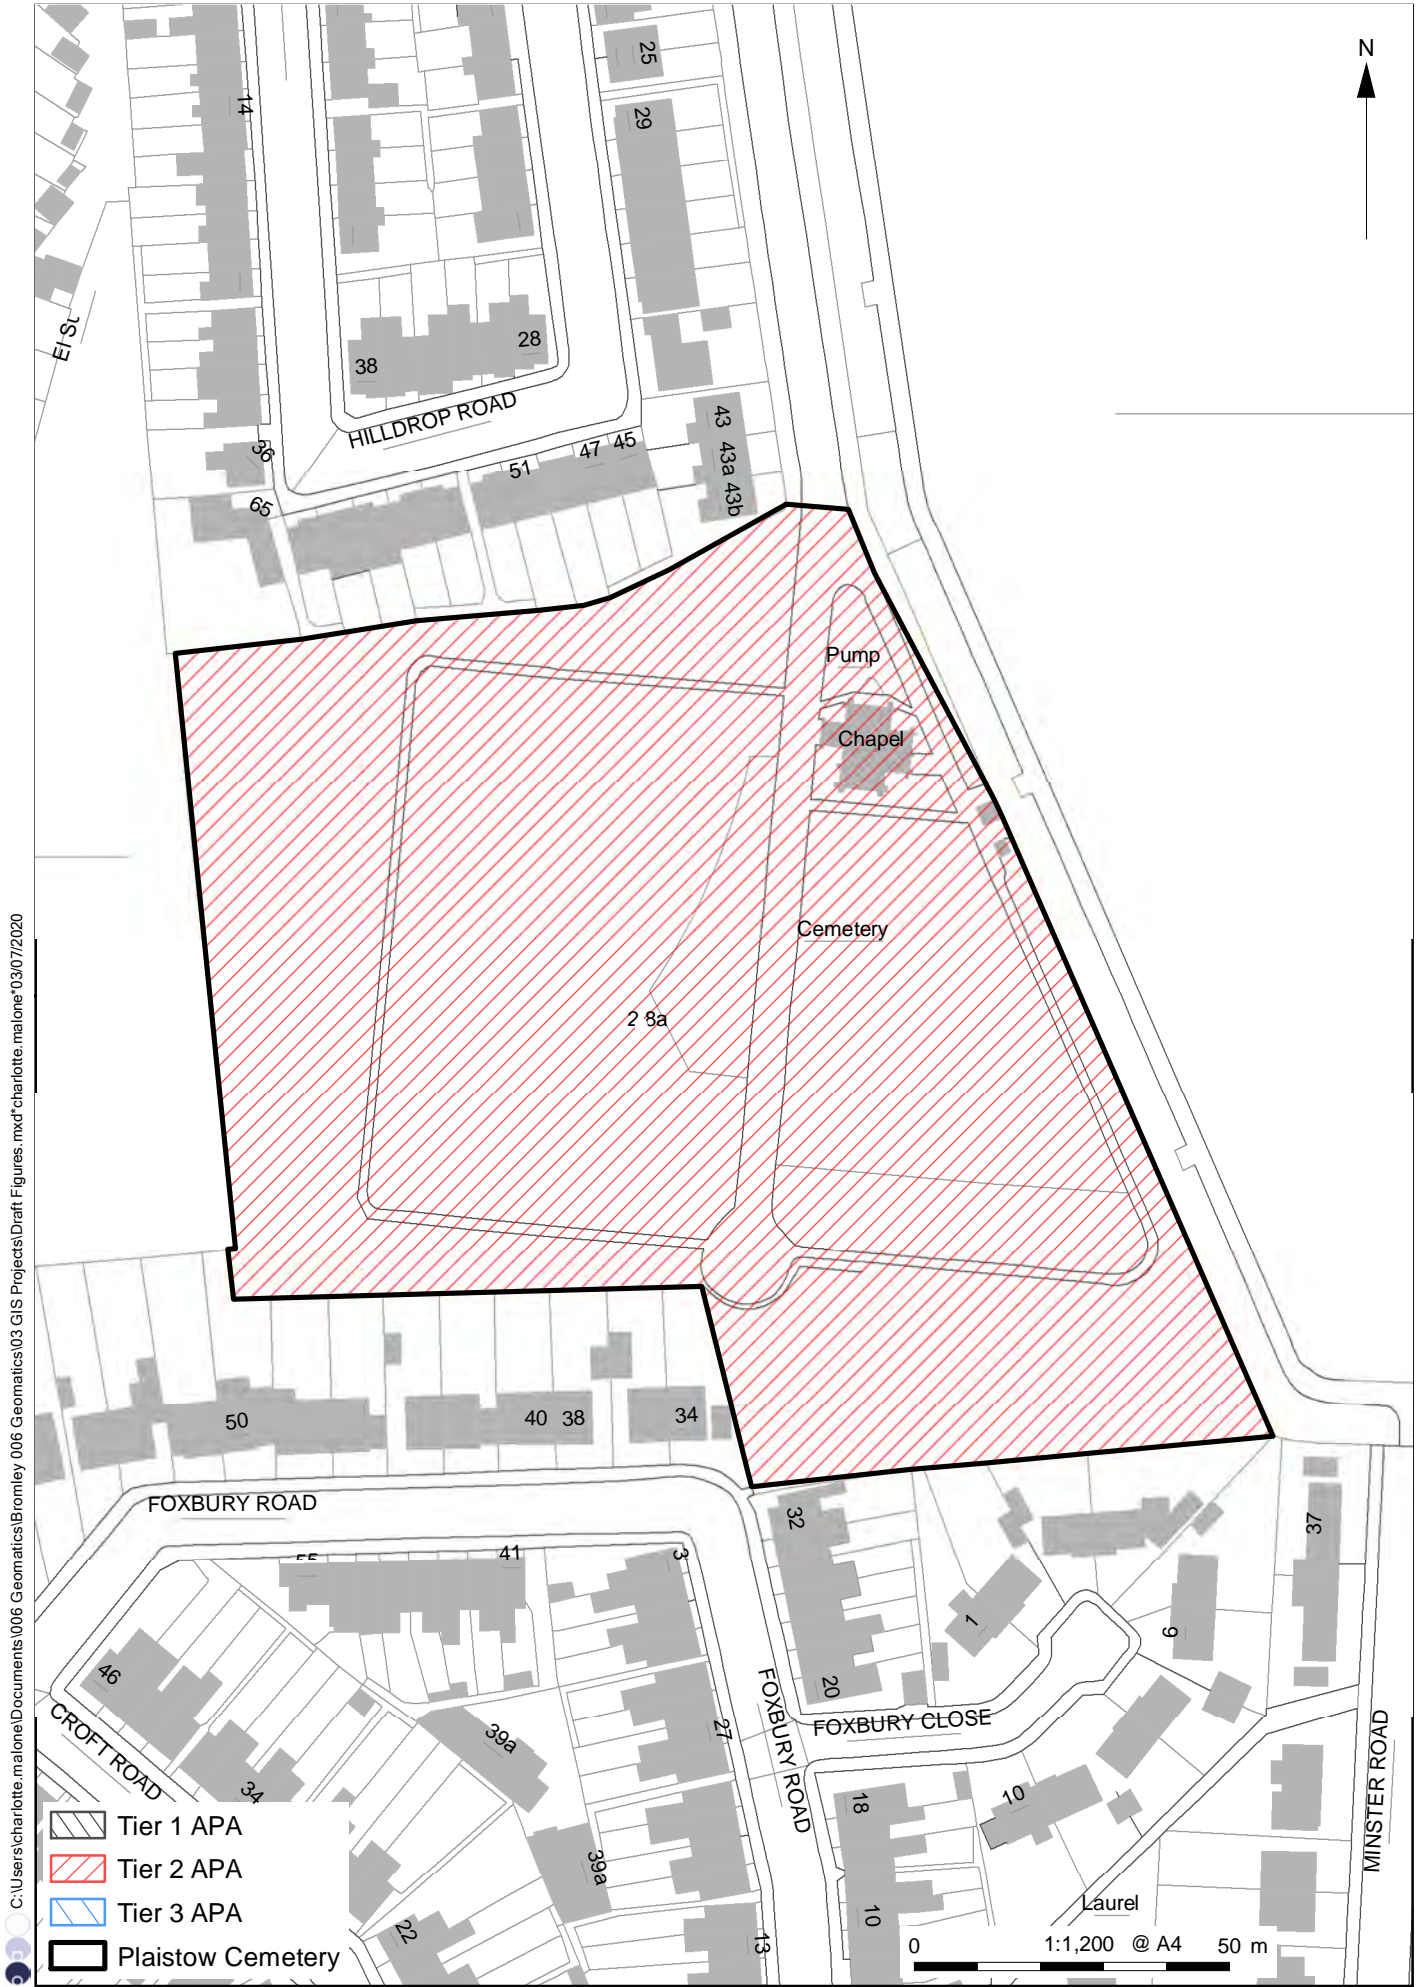 N
25
14
29
El St
38
28
HILLDROP ROAD
36
43
43a
43b
45
47
51
65
Pump
Chapel
Cemetery
50
40 38
34
FOXBURY ROAD
32
37
41
1
9
46
20
CROFT ROAD
39a
27
FOXBURY ROAD
FOXBURY CLOSE
34
18
10
MINSTER ROAD
39a
Laurel
22
10
13
Tier 1 APA
Tier 2 APA
Tier 3 APA
Plaistow Cemetery
0 1:1,200 @ A4 50 m
C:\Users\charlotte.malone\Documents\006 Geomatics\Bromley 006 Geomatics\03 GIS Projects\Draft Figures.mxd*charlotte.malone*03/07/2020